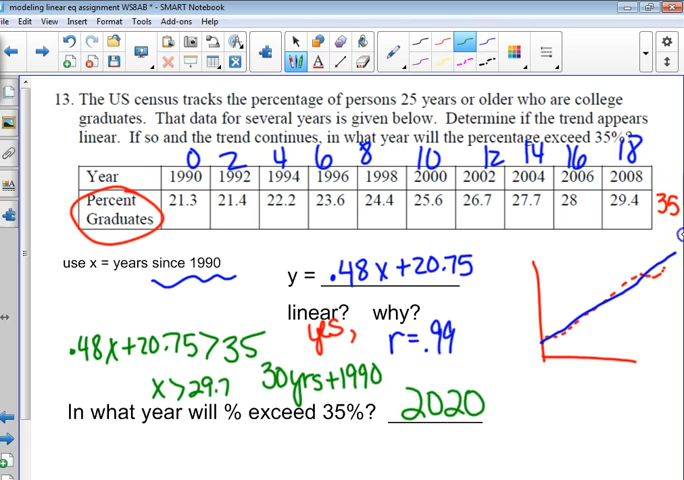 modeling linear eq assignment WS8AB * - SMART Notebook
Edit View Insert Format Tools Add-ons Help
13. The US census tracks the percentage of persons 25 years or older who are college
graduates. That data for several years is given below. Determine if the trend appears
linear. If so and the trend continues, in what year will the percentage exceed 35%?
0 2 4 6 8 10 12 14 16 18
Year 1990 1992 1994 1996 1998 2000 2002 2004 2006 2008
Percent Graduates 21.3 21.4 22.2 23.6 24.4 25.6 26.7 27.7 28 29.4 35
use x = years since 1990
y = .48x+20.75
linear? why?
yes, r=.99
.48x+20.75>35
x>29.7 30yrs+1990
In what year will % exceed 35%? 2020